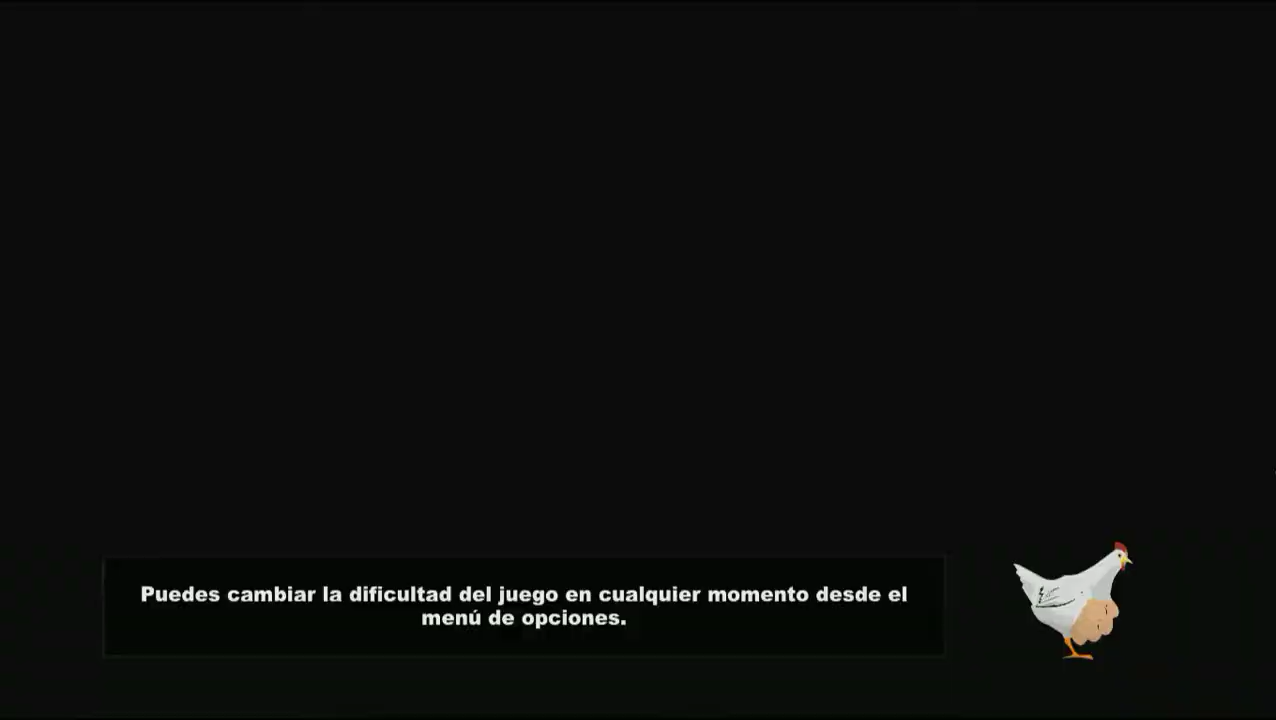 Puedes cambiar la dificultad del juego en cualquier momento desde el
menú de opciones.